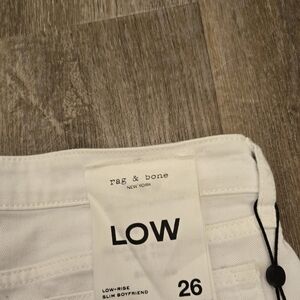 rag & bone
NEW YORK
LOW
LOW-RISE
SLIM BOYFRIEND
26